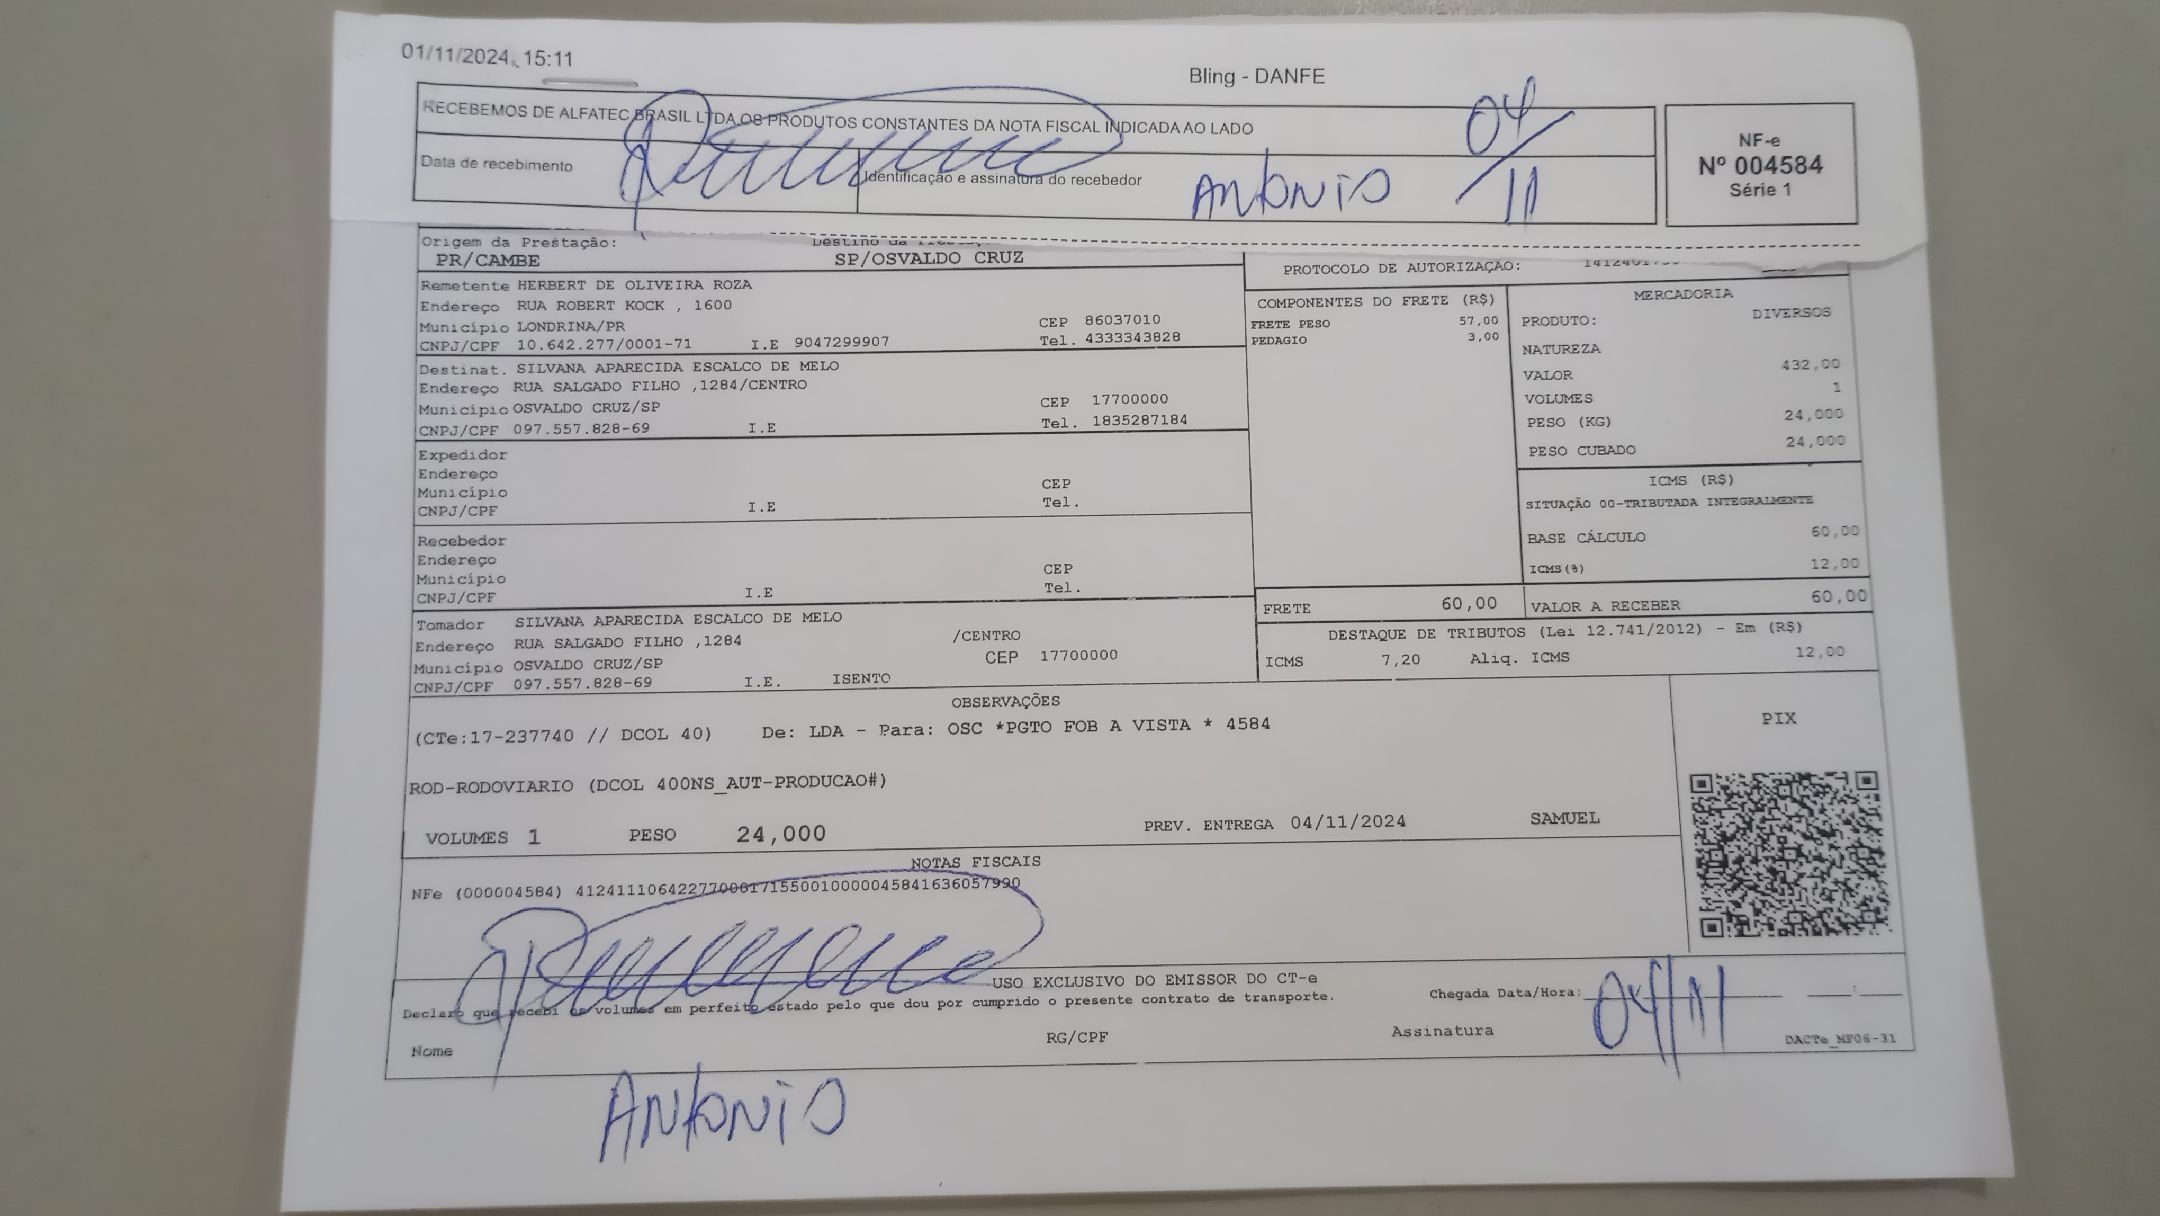 01/11/2024, 15:11
Bling - DANFE
RECEBEMOS DE ALFATEC BRASIL LTDA OS PRODUTOS CONSTANTES DA NOTA FISCAL INDICADA AO LADO
Data de recebimento
Identificação e assinatura do recebedor
ANTONIO
04/11
NF-e
Nº 004584
Série 1
Origem da Prestação:
PR/CAMBE
SP/OSVALDO CRUZ
PROTOCOLO DE AUTORIZAÇÃO:
Remetente HERBERT DE OLIVEIRA ROZA
Endereço RUA ROBERT KOCK , 1600
Município LONDRINA/PR CEP 86037010
CNPJ/CPF 10.642.277/0001-71 I.E 9047299907 Tel. 4333343828
Destinat. SILVANA APARECIDA ESCALCO DE MELO
Endereço RUA SALGADO FILHO ,1284/CENTRO
Município OSVALDO CRUZ/SP CEP 17700000
CNPJ/CPF 097.557.828-69 I.E Tel. 1835287184
Expedidor
Endereço
Município CEP
CNPJ/CPF I.E Tel.
Recebedor
Endereço
Município CEP
CNPJ/CPF I.E Tel.
Tomador SILVANA APARECIDA ESCALCO DE MELO
Endereço RUA SALGADO FILHO ,1284 /CENTRO
Município OSVALDO CRUZ/SP CEP 17700000
CNPJ/CPF 097.557.828-69 I.E. ISENTO
COMPONENTES DO FRETE (R$)
FRETE PESO 57,00
PEDAGIO 3,00
MERCADORIA
PRODUTO: DIVERSOS
NATUREZA
VALOR 432,00
VOLUMES 1
PESO (KG) 24,000
PESO CUBADO 24,000
ICMS (R$)
SITUAÇÃO 00-TRIBUTADA INTEGRALMENTE
BASE CÁLCULO 60,00
ICMS(%) 12,00
FRETE 60,00 VALOR A RECEBER 60,00
DESTAQUE DE TRIBUTOS (Lei 12.741/2012) - Em (R$)
ICMS 7,20 Aliq. ICMS 12,00
OBSERVAÇÕES
(CTe:17-237740 // DCOL 40) De: LDA - Para: OSC *PGTO FOB A VISTA * 4584
ROD-RODOVIARIO (DCOL 400NS_AUT-PRODUCAO#)
VOLUMES 1 PESO 24,000 PREV. ENTREGA 04/11/2024 SAMUEL
PIX
NOTAS FISCAIS
NFe (000004584) 41241110642277000171550010000045841636057990
USO EXCLUSIVO DO EMISSOR DO CT-e
Declaro que recebi os volumes em perfeito estado pelo que dou por cumprido o presente contrato de transporte.
Chegada Data/Hora: 04/11
Nome RG/CPF Assinatura
DACTe_MF06-31
ANTONIO